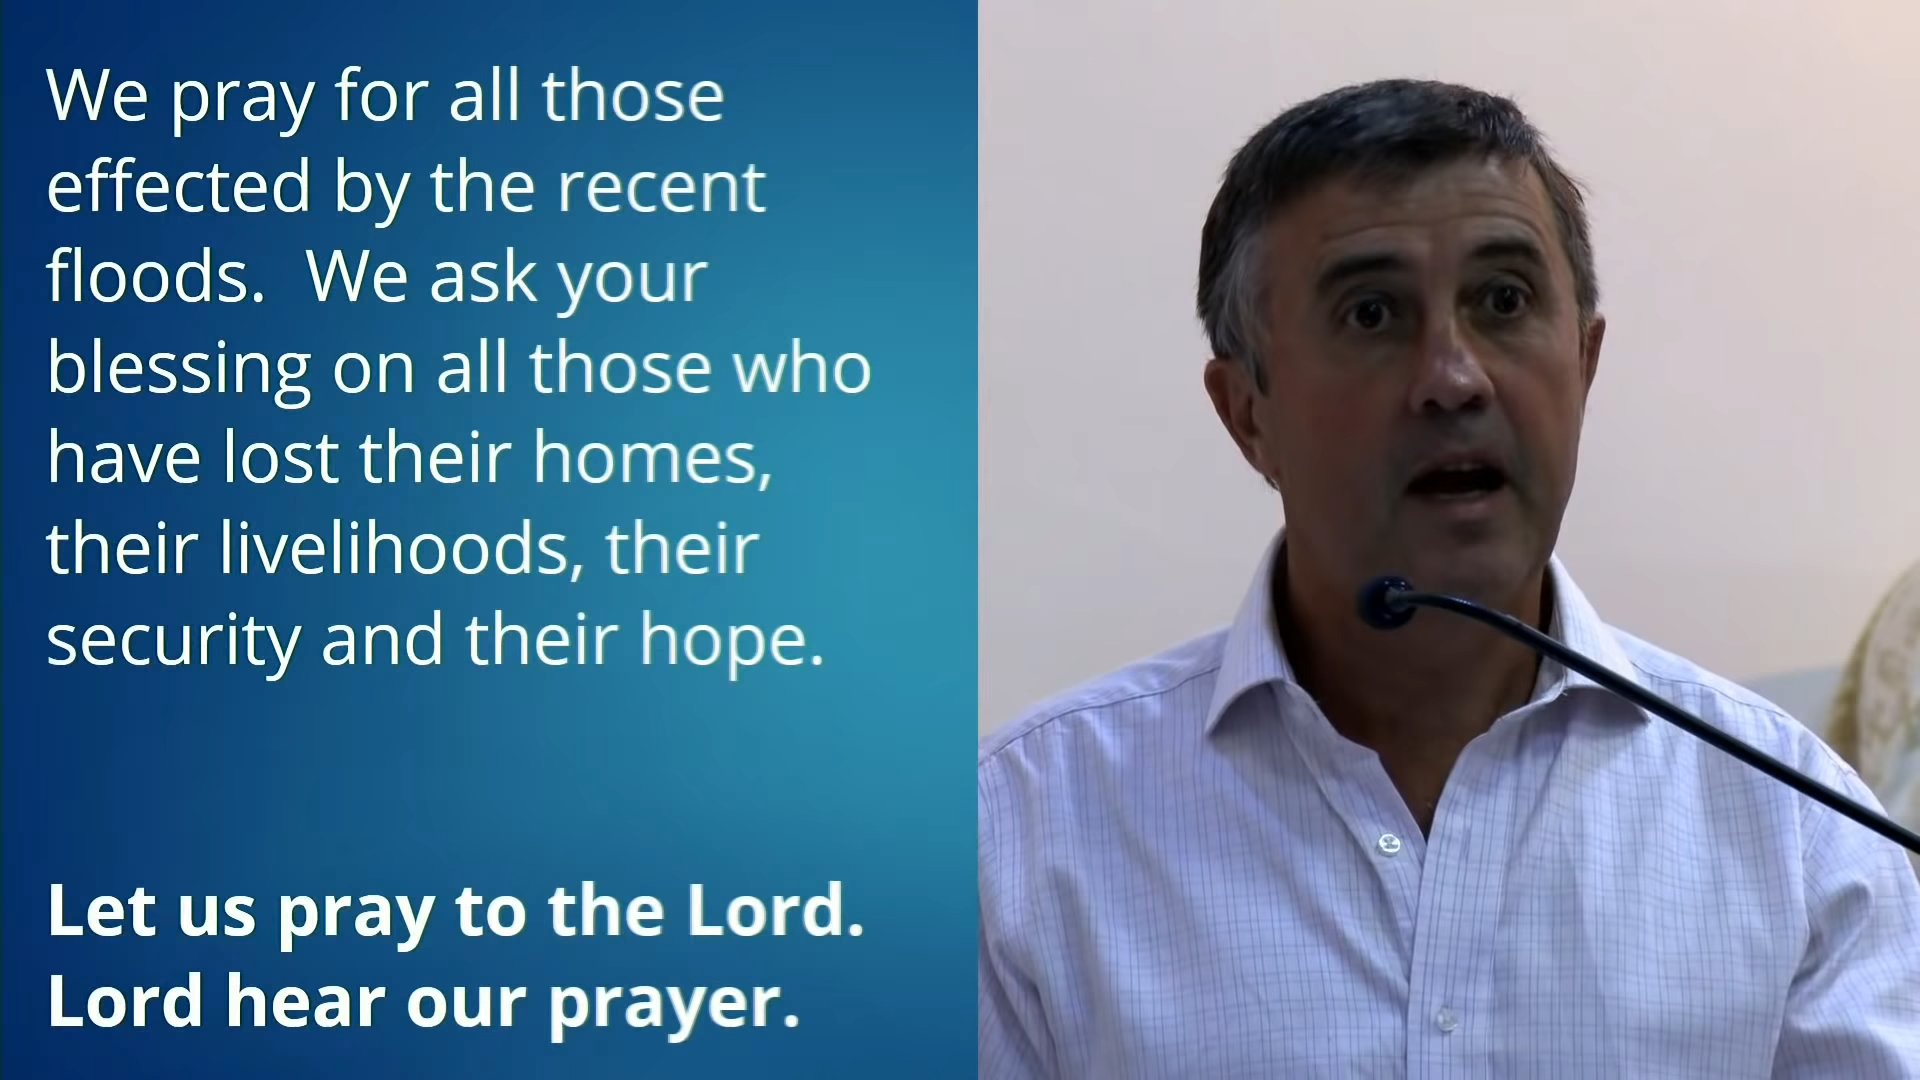 We pray for all those
effected by the recent
floods.  We ask your
blessing on all those who
have lost their homes,
their livelihoods, their
security and their hope.
Let us pray to the Lord.
Lord hear our prayer.